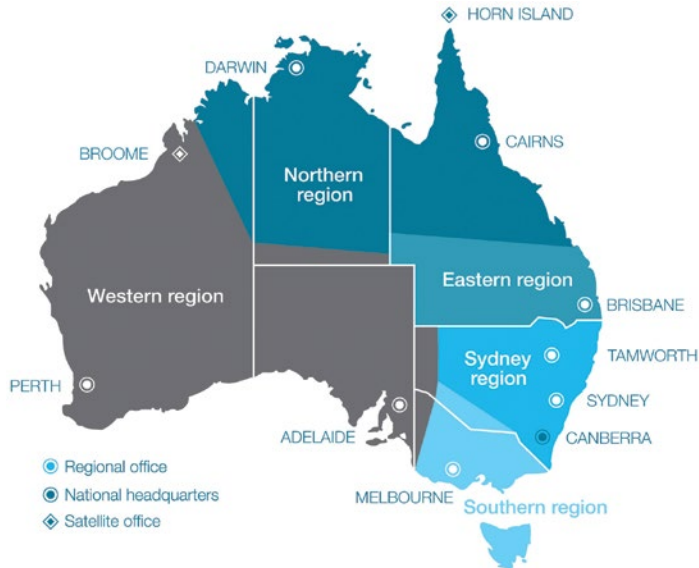 HORN ISLAND
DARWIN
CAIRNS
BROOME
Northern
region
Eastern region
Western region
BRISBANE
Sydney
region
TAMWORTH
PERTH
SYDNEY
ADELAIDE
CANBERRA
Regional office
National headquarters
MELBOURNE
Southern region
Satellite office